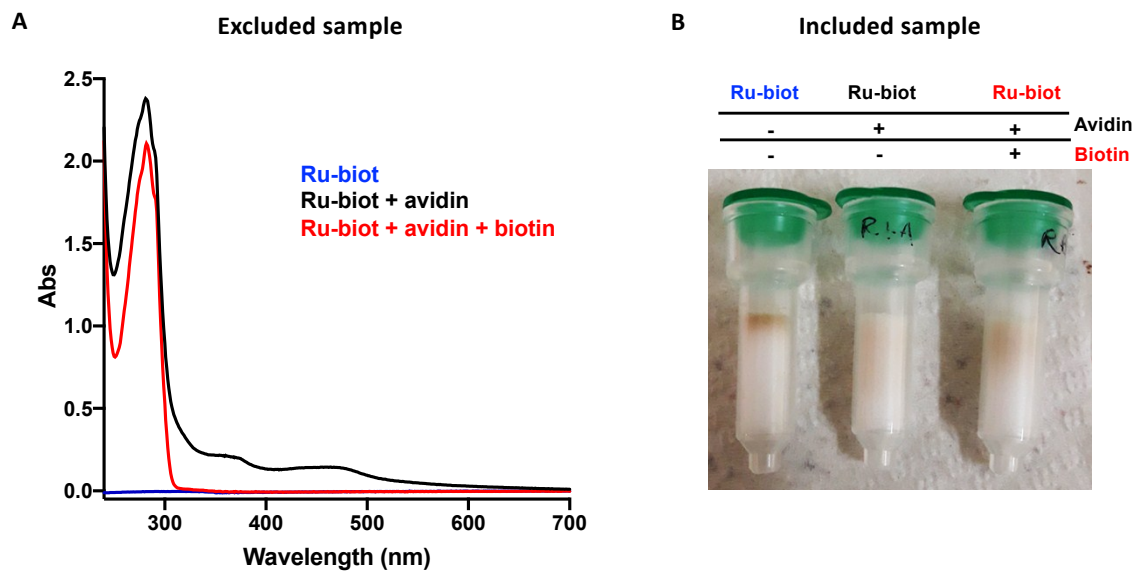 A
Excluded sample
2.5
2.0
1.5
1.0
0.5
0.0
Abs
300
400
500
600
700
Wavelength (nm)
Ru-biot
Ru-biot + avidin
Ru-biot + avidin + biotin
B
Included sample
Ru-biot Ru-biot Ru-biot
- + + Avidin
- - + Biotin